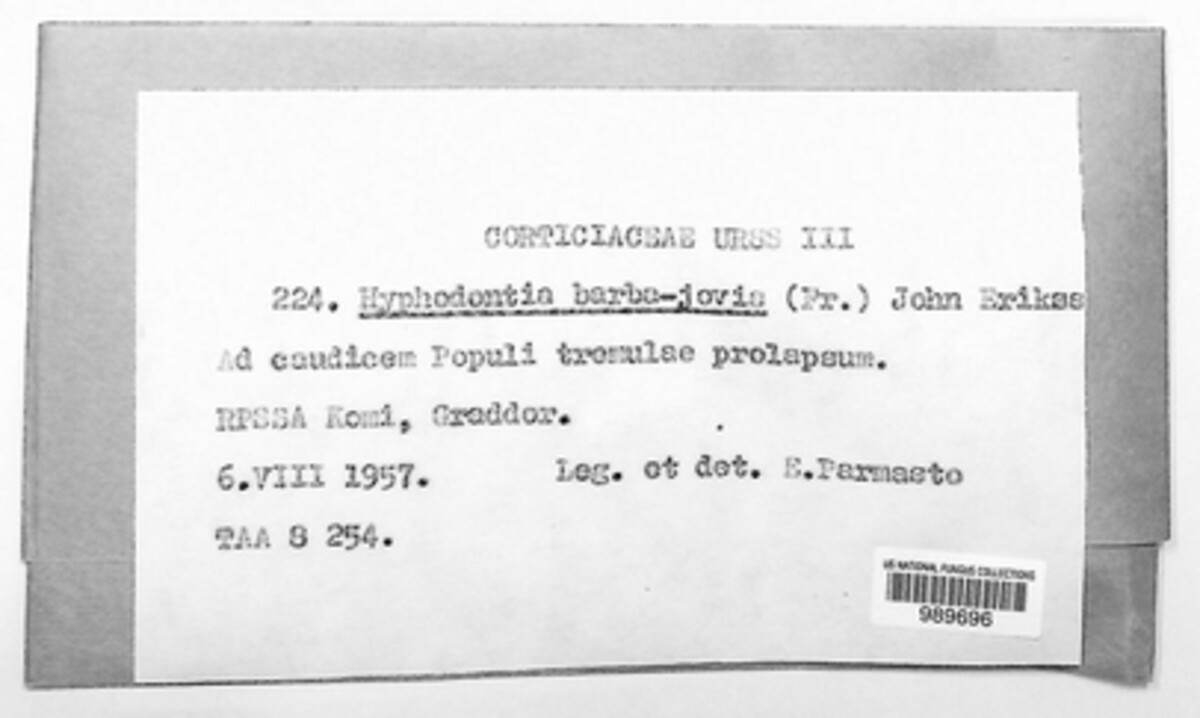 CORTICIACEAE URSS III
224. Hyphodontia barba-jovis (Fr.) John Erikss
Ad caudicem Populi tremulae prolapsum.
RPSSA Komi, Graddor.
6.VIII 1957. Leg. et det. E.Parmasto
TAA S 254.
US NATIONAL FUNGUS COLLECTIONS
989696